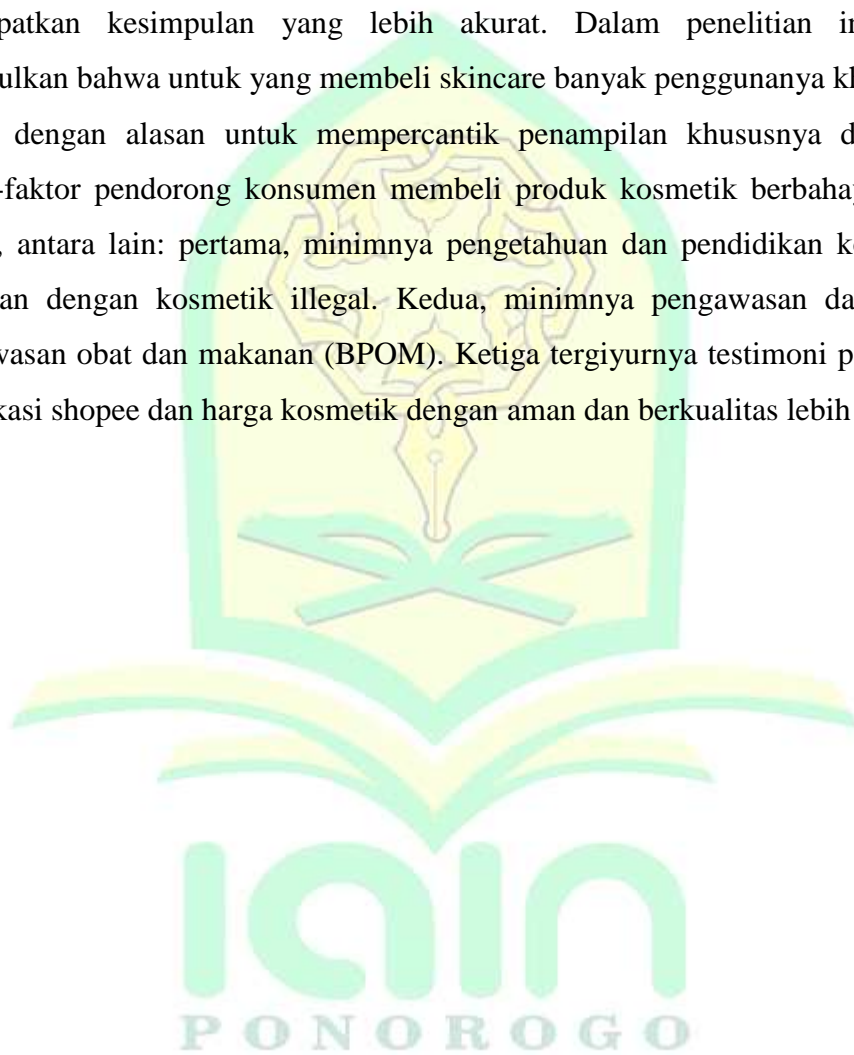 patkan kesimpulan yang lebih akurat. Dalam penelitian in
ulkan bahwa untuk yang membeli skincare banyak penggunanya kl
dengan alasan untuk mempercantik penampilan khususnya d
-faktor pendorong konsumen membeli produk kosmetik berbahay
, antara lain: pertama, minimnya pengetahuan dan pendidikan k
an dengan kosmetik illegal. Kedua, minimnya pengawasan da
wasan obat dan makanan (BPOM). Ketiga tergiyurnya testimoni p
kasi shopee dan harga kosmetik dengan aman dan berkualitas lebih
iain
PONOROGO